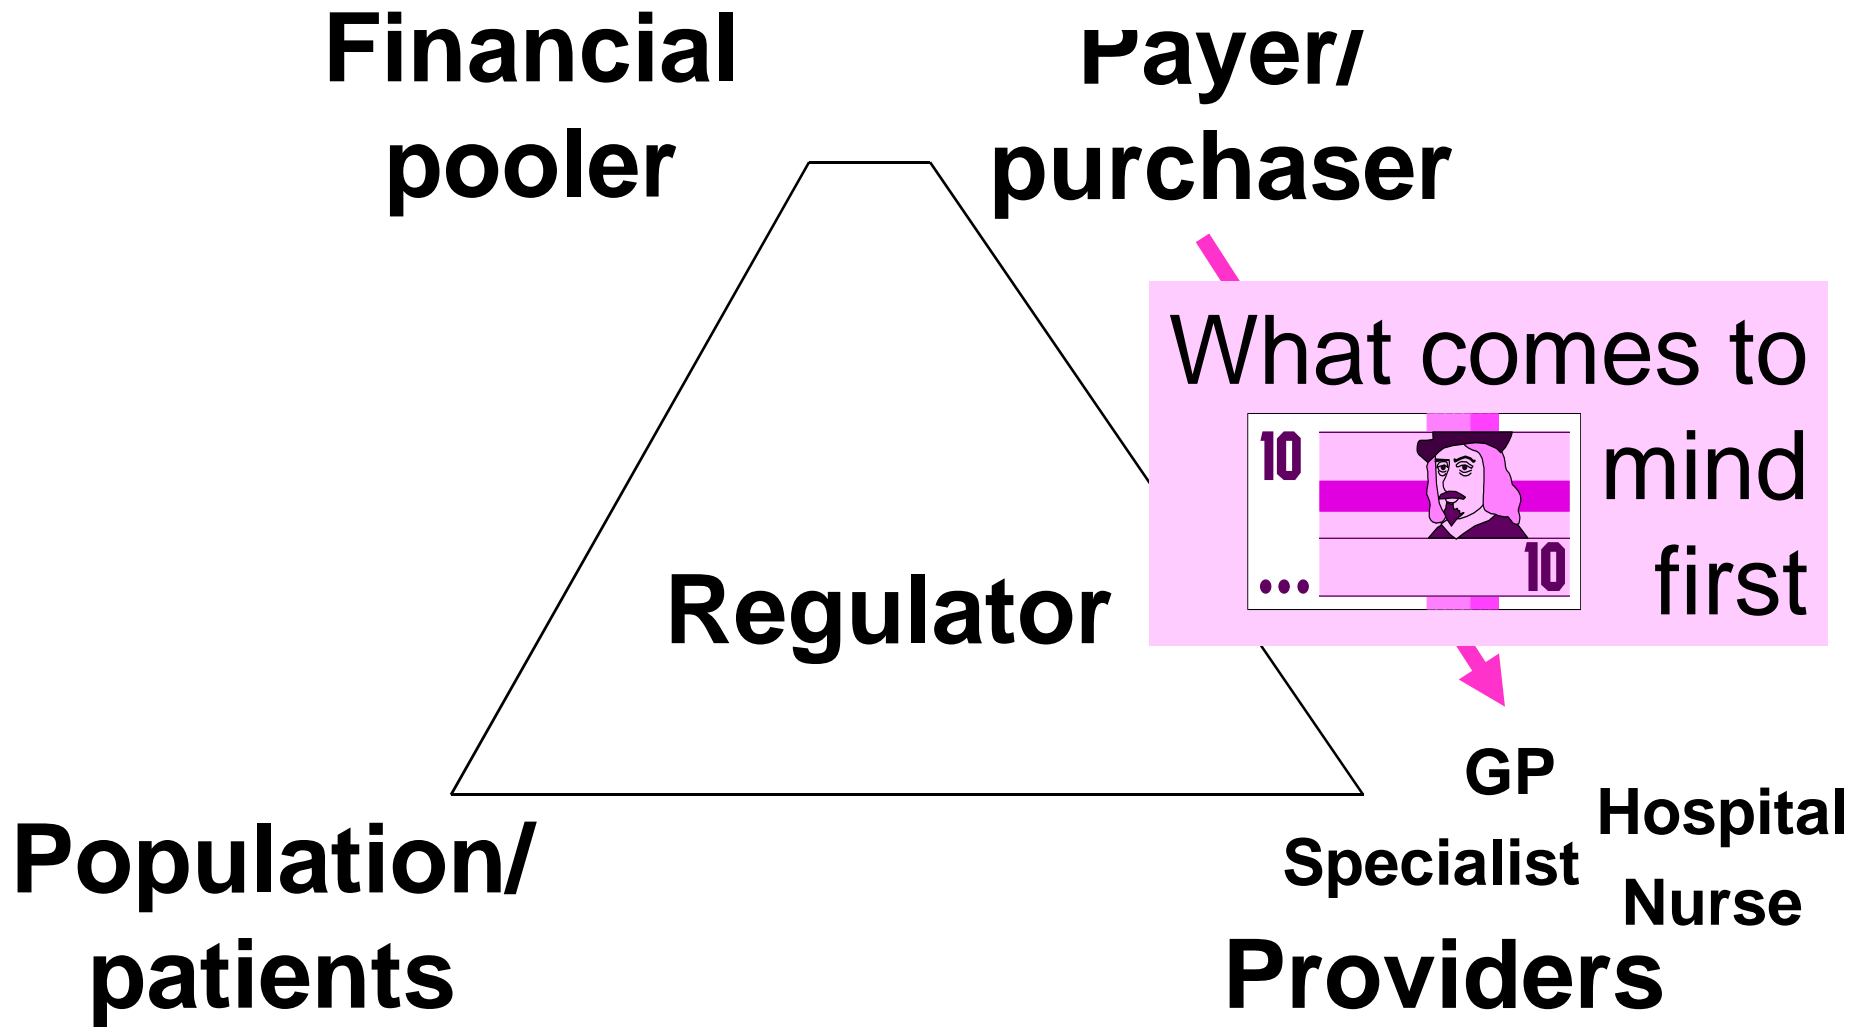 Financial
pooler
Payer/
purchaser
What comes to
mind
first
10
10
Regulator
GP
Hospital
Specialist
Nurse
Population/
patients
Providers